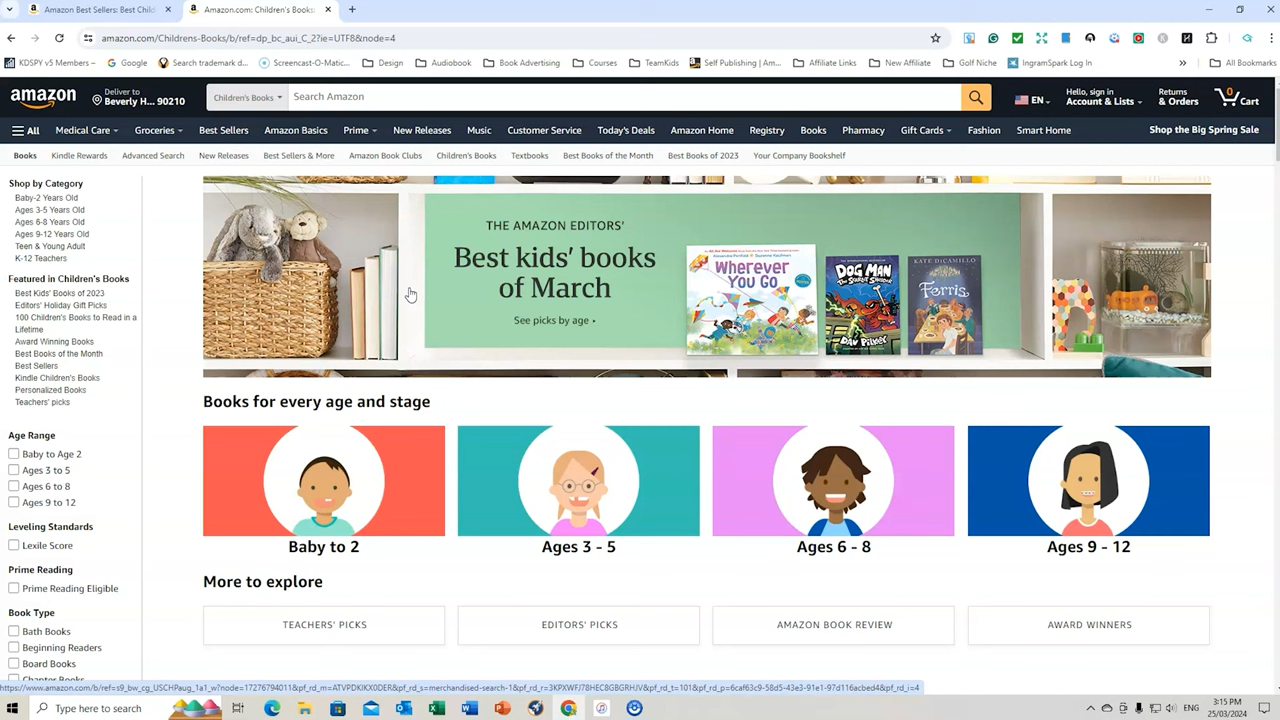 Amazon Best Sellers: Best Child
Amazon.com: Children's Books:
amazon.com/Childrens-Books/b/ref=dp_bc_aui_C_2?ie=UTF8&node=4
KDSPY v5 Members – Google Search trademark d... Screencast-O-Matic... Design Audiobook Book Advertising Courses TeamKids Self Publishing | Am... Affiliate Links New Affiliate Golf Niche IngramSpark Log In » All Bookmarks
amazon
Deliver to
Beverly H... 90210
Children's Books
Search Amazon
EN
Hello, sign in
Account & Lists
Returns
& Orders
0
Cart
All Medical Care Groceries Best Sellers Amazon Basics Prime New Releases Music Customer Service Today's Deals Amazon Home Registry Books Pharmacy Gift Cards Fashion Smart Home Shop the Big Spring Sale
Books Kindle Rewards Advanced Search New Releases Best Sellers & More Amazon Book Clubs Children's Books Textbooks Best Books of the Month Best Books of 2023 Your Company Bookshelf
Shop by Category
Baby-2 Years Old
Ages 3-5 Years Old
Ages 6-8 Years Old
Ages 9-12 Years Old
Teen & Young Adult
K-12 Teachers
Featured in Children's Books
Best Kids' Books of 2023
Editors' Holiday Gift Picks
100 Children's Books to Read in a
Lifetime
Award Winning Books
Best Books of the Month
Best Sellers
Kindle Children's Books
Personalized Books
Teachers' picks
Age Range
Baby to Age 2
Ages 3 to 5
Ages 6 to 8
Ages 9 to 12
Leveling Standards
Lexile Score
Prime Reading
Prime Reading Eligible
Book Type
Bath Books
Beginning Readers
Board Books
Chapter Books
THE AMAZON EDITORS'
Best kids' books
of March
See picks by age
Wherever
YOU GO
DOG MAN
DAV PILKEY
KATE DICAMILLO
Ferris
Books for every age and stage
Baby to 2
Ages 3 - 5
Ages 6 - 8
Ages 9 - 12
More to explore
TEACHERS' PICKS
EDITORS' PICKS
AMAZON BOOK REVIEW
AWARD WINNERS
Type here to search
ENG
3:15 PM
25/03/2024